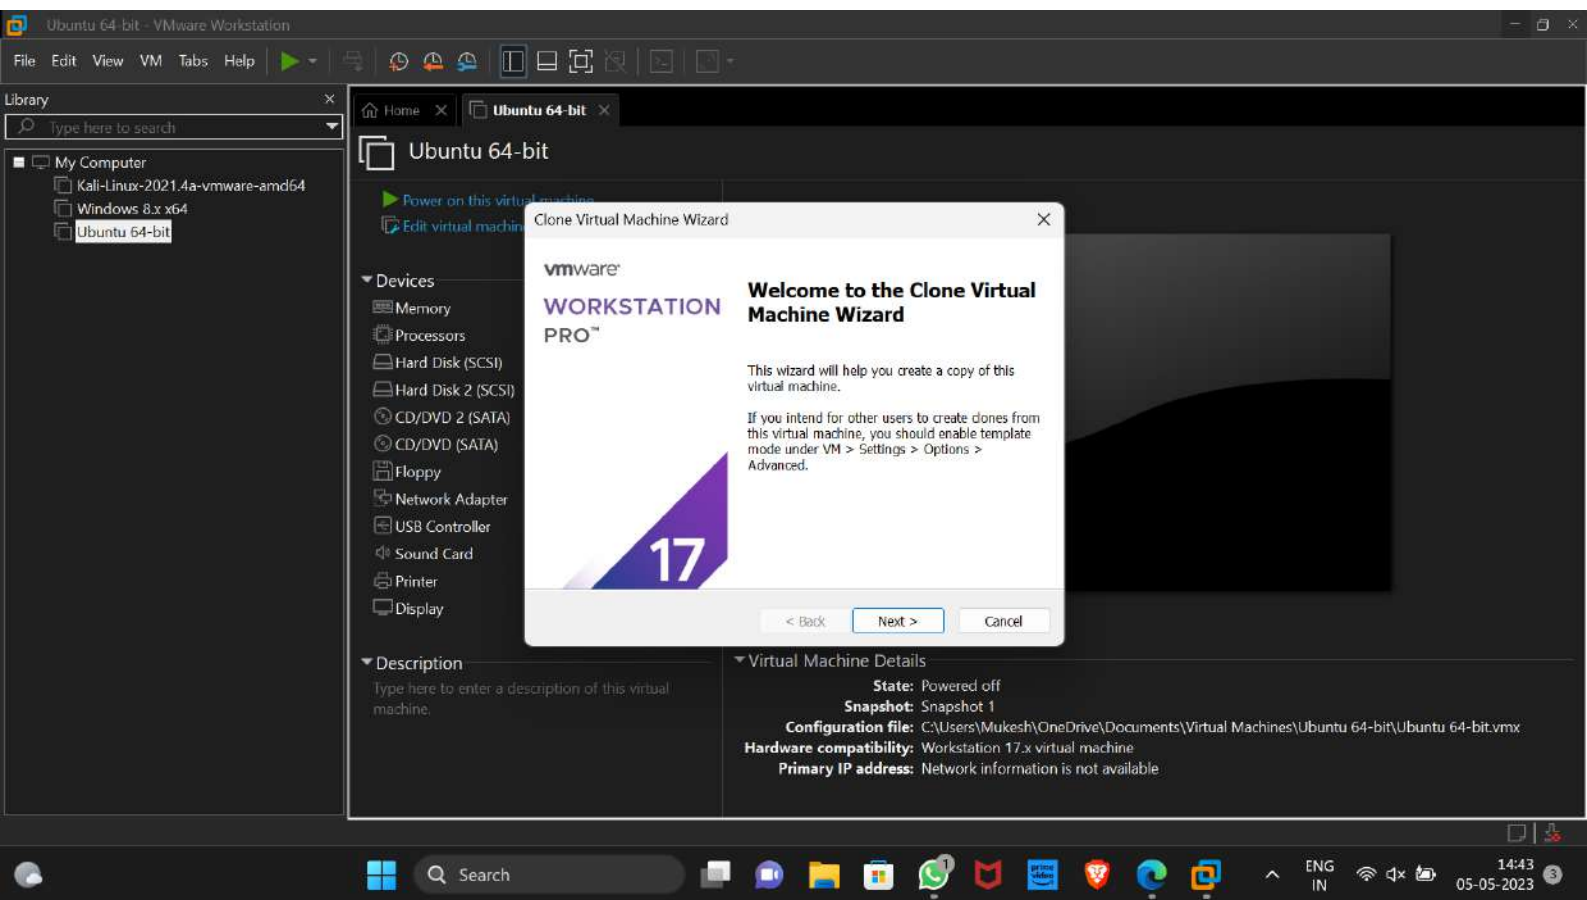 Ubuntu 64-bit - VMware Workstation
File Edit View VM Tabs Help
Library
Type here to search
My Computer
Kali-Linux-2021.4a-vmware-amd64
Windows 8.x x64
Ubuntu 64-bit
Home
Ubuntu 64-bit
Ubuntu 64-bit
Power on this virtual machine
Edit virtual machin
Devices
Memory
Processors
Hard Disk (SCSI)
Hard Disk 2 (SCSI)
CD/DVD 2 (SATA)
CD/DVD (SATA)
Floppy
Network Adapter
USB Controller
Sound Card
Printer
Display
Description
Type here to enter a description of this virtual
machine.
Clone Virtual Machine Wizard
vmware
WORKSTATION
PRO™
17
Welcome to the Clone Virtual
Machine Wizard
This wizard will help you create a copy of this
virtual machine.
If you intend for other users to create clones from
this virtual machine, you should enable template
mode under VM > Settings > Options >
Advanced.
< Back Next > Cancel
Virtual Machine Details
State: Powered off
Snapshot: Snapshot 1
Configuration file: C:\Users\Mukesh\OneDrive\Documents\Virtual Machines\Ubuntu 64-bit\Ubuntu 64-bit.vmx
Hardware compatibility: Workstation 17.x virtual machine
Primary IP address: Network information is not available
Search
1
prime
video
ENG
IN
14:43
05-05-2023
3